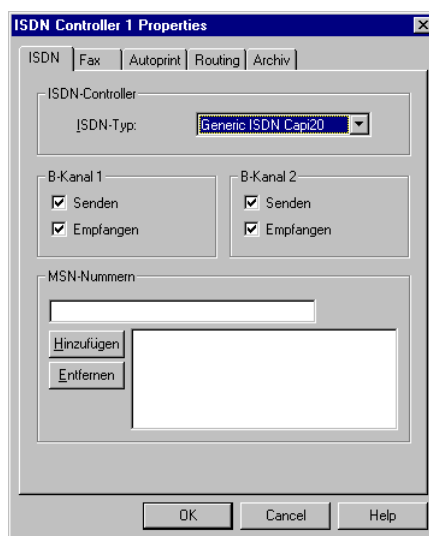 ISDN Controller 1 Properties
ISDN Fax Autoprint Routing Archiv
ISDN-Controller
ISDN-Typ: Generic ISDN Capi20
B-Kanal 1 B-Kanal 2
Senden Senden
Empfangen Empfangen
MSN-Nummern
Hinzufügen
Entfernen
OK Cancel Help